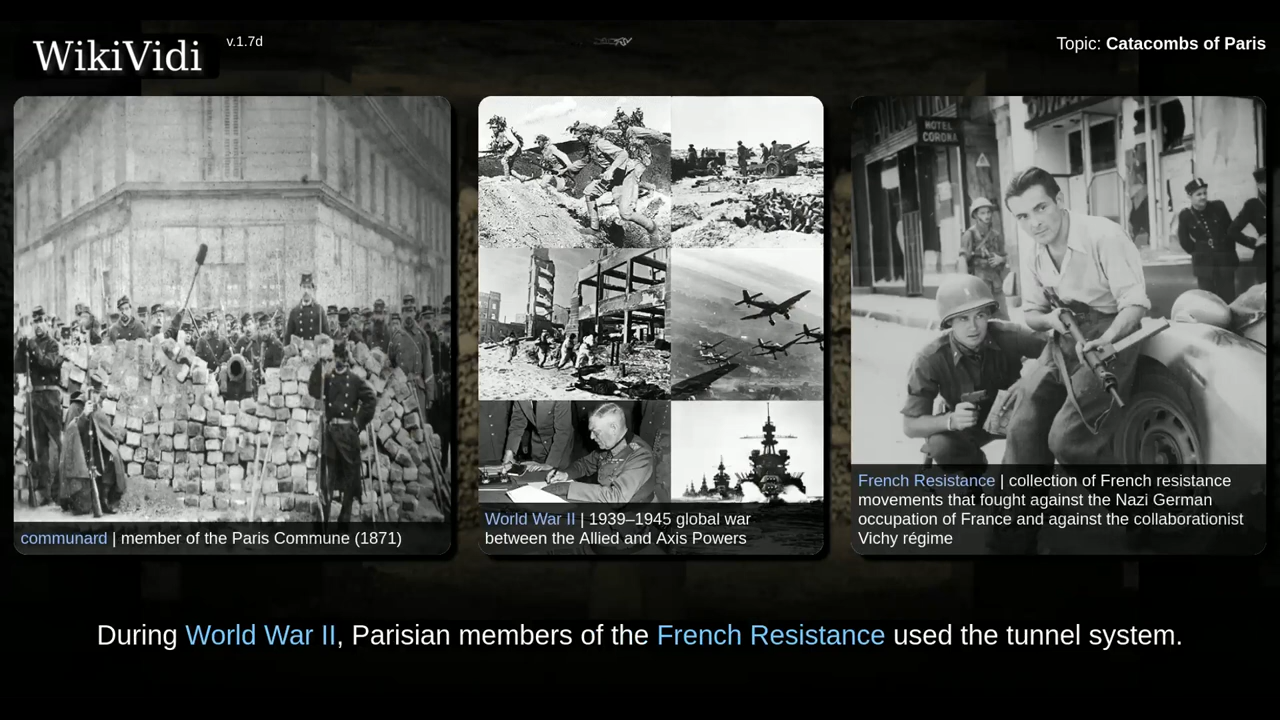 WikiVidi
v.1.7d
Topic: Catacombs of Paris
HOTEL
CORONA
communard | member of the Paris Commune (1871)
World War II | 1939–1945 global war
between the Allied and Axis Powers
French Resistance | collection of French resistance
movements that fought against the Nazi German
occupation of France and against the collaborationist
Vichy régime
During World War II, Parisian members of the French Resistance used the tunnel system.